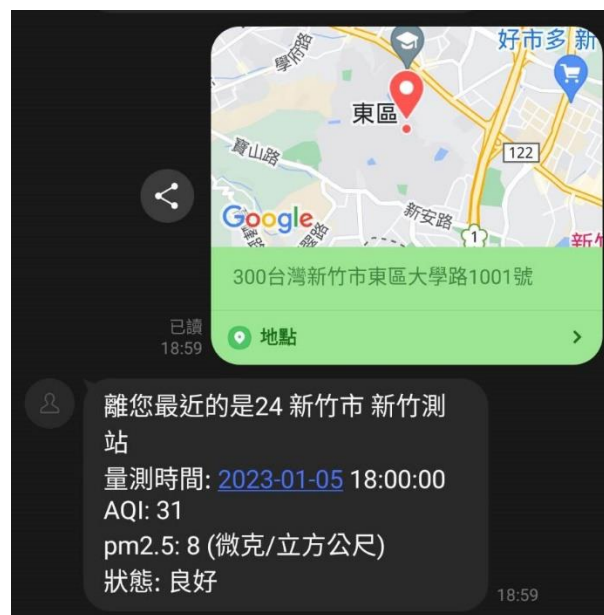 學府路
好市多 新
東區
寶山路
122
Google
新安路
1
300台灣新竹市東區大學路1001號
已讀
18:59
地點
離您最近的是24 新竹市 新竹測
站
量測時間: 2023-01-05 18:00:00
AQI: 31
pm2.5: 8 (微克/立方公尺)
狀態: 良好
18:59